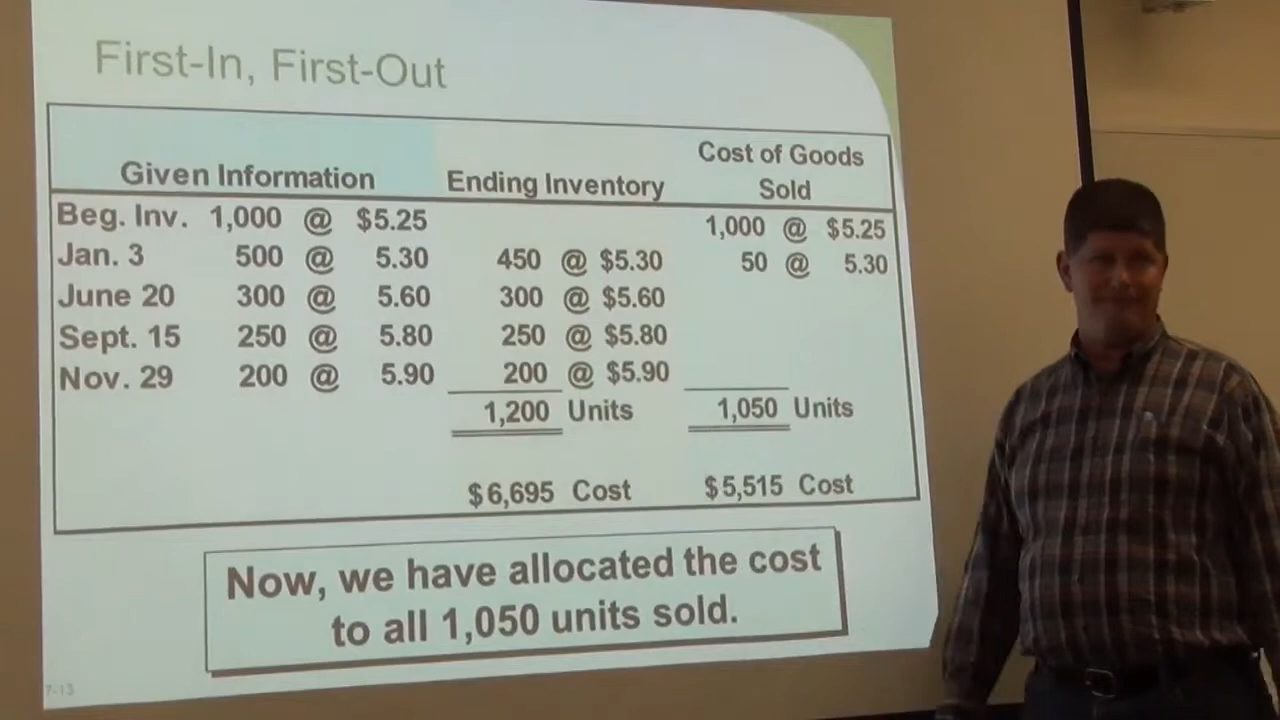 First-In, First-Out
Given Information Ending Inventory Cost of Goods Sold
Beg. Inv. 1,000 @ $5.25 1,000 @ $5.25
Jan. 3 500 @ 5.30 450 @ $5.30 50 @ 5.30
June 20 300 @ 5.60 300 @ $5.60
Sept. 15 250 @ 5.80 250 @ $5.80
Nov. 29 200 @ 5.90 200 @ $5.90
1,200 Units 1,050 Units
$6,695 Cost $5,515 Cost
Now, we have allocated the cost
to all 1,050 units sold.
7-13